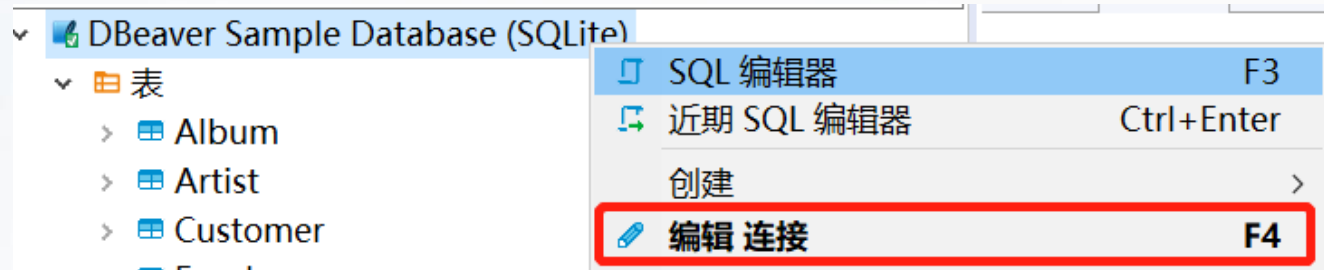 DBeaver Sample Database (SQLite)
表
Album
Artist
Customer
SQL 编辑器 F3
近期 SQL 编辑器 Ctrl+Enter
创建
编辑 连接 F4